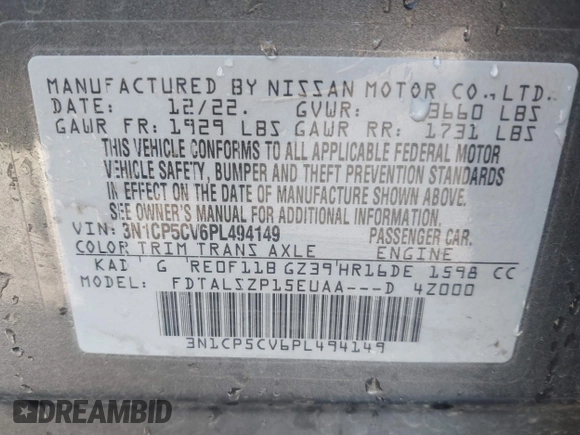 MANUFACTURED BY NISSAN MOTOR CO.,LTD.
DATE: 12/22. GVWR: 3660 LBS
GAWR FR: 1929 LBS GAWR RR: 1731 LBS
THIS VEHICLE CONFORMS TO ALL APPLICABLE FEDERAL MOTOR
VEHICLE SAFETY, BUMPER AND THEFT PREVENTION STANDARDS
IN EFFECT ON THE DATE OF MANUFACTURE SHOWN ABOVE.
SEE OWNER'S MANUAL FOR ADDITIONAL INFORMATION.
VIN: 3N1CP5CV6PL494149 PASSENGER CAR.
COLOR TRIM TRANS AXLE ENGINE
KAD G RE0F11B GZ39 HR16DE 1598 CC
MODEL: FDTALSZP15EUAA---D 4Z000
3N1CP5CV6PL494149
DREAMBID